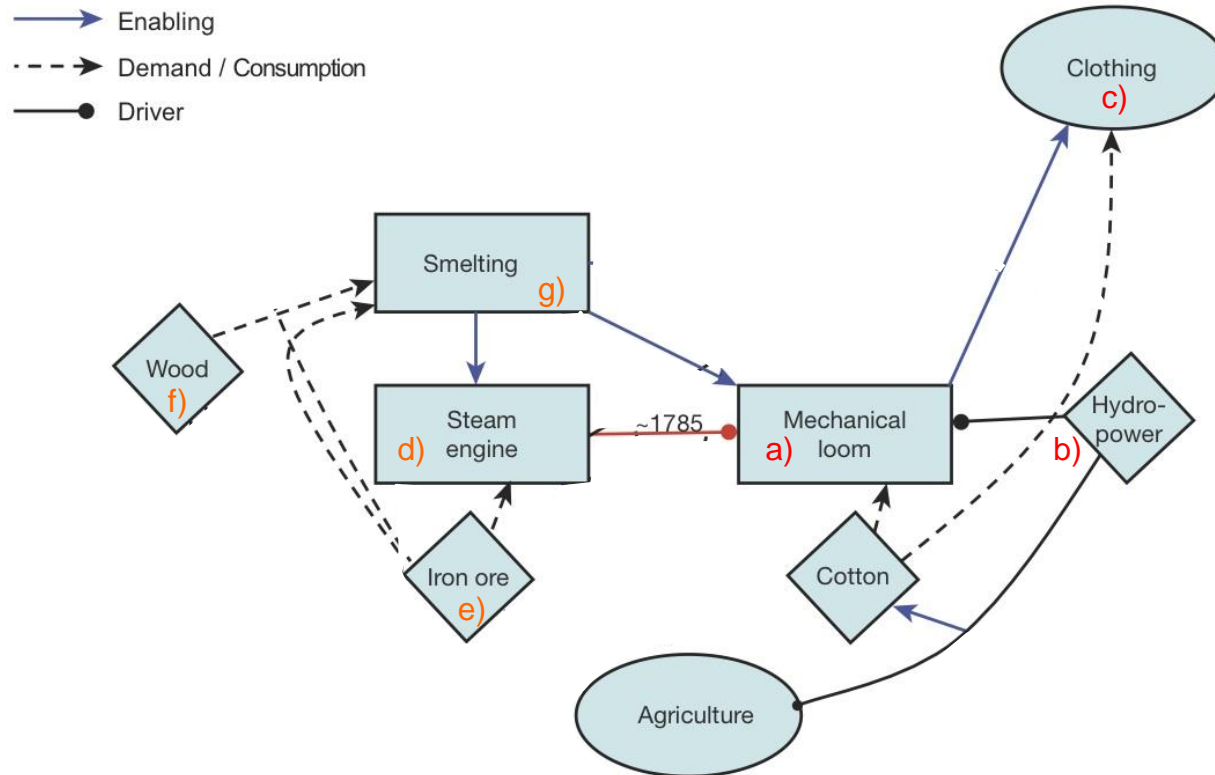 Enabling
Demand / Consumption
Driver
Clothing
c)
Smelting
g)
Wood
f)
Steam
engine
d)
~1785
Mechanical
loom
a)
Hydro-
power
b)
Iron ore
e)
Cotton
Agriculture